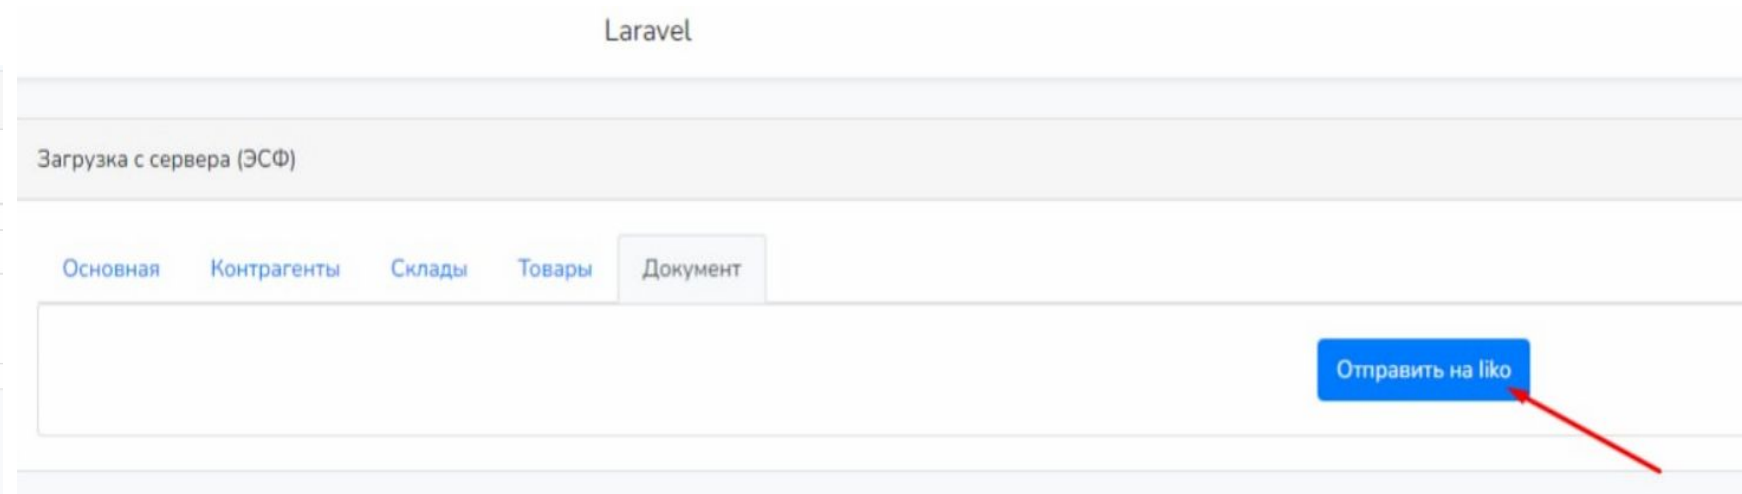 Laravel
Загрузка с сервера (ЭСФ)
Основная Контрагенты Склады Товары Документ
Отправить на Iiko